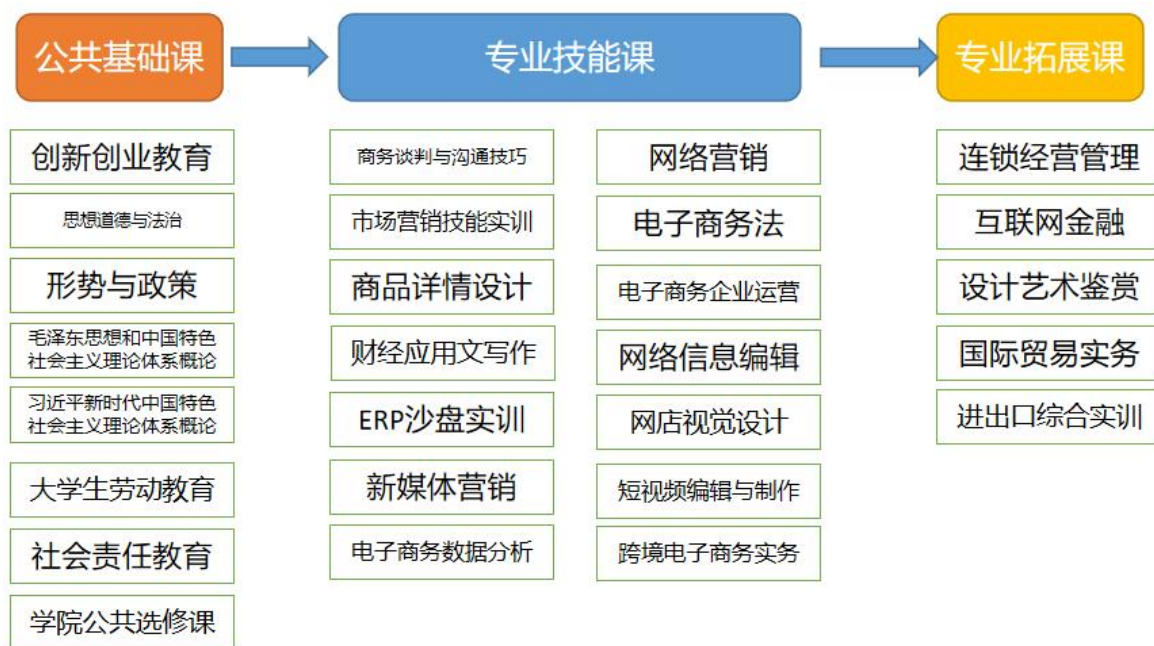 公共基础课
专业技能课
专业拓展课
创新创业教育
思想道德与法治
形势与政策
毛泽东思想和中国特色
社会主义理论体系概论
习近平新时代中国特色
社会主义理论体系概论
大学生劳动教育
社会责任教育
学院公共选修课
商务谈判与沟通技巧
市场营销技能实训
商品详情设计
财经应用文写作
ERP沙盘实训
新媒体营销
电子商务数据分析
网络营销
电子商务法
电子商务企业运营
网络信息编辑
网店视觉设计
短视频编辑与制作
跨境电子商务实务
连锁经营管理
互联网金融
设计艺术鉴赏
国际贸易实务
进出口综合实训